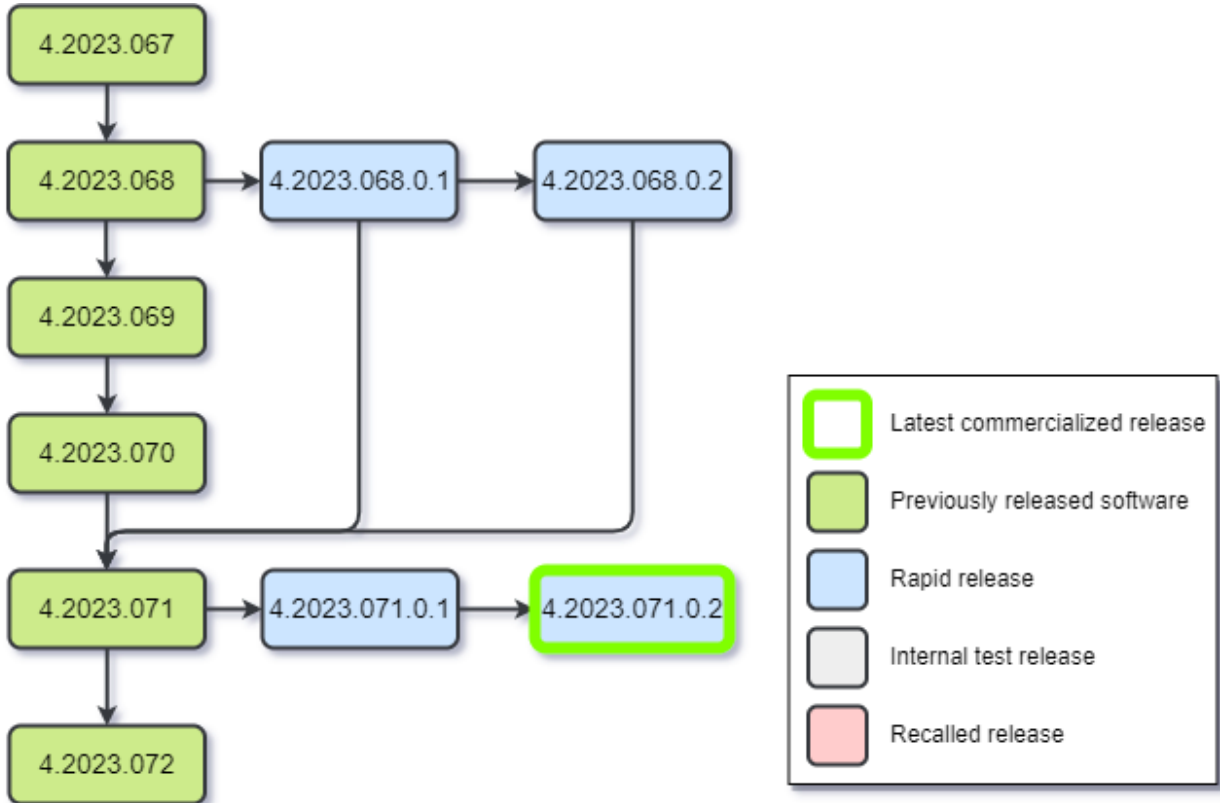 4.2023.067
4.2023.068
4.2023.068.0.1
4.2023.068.0.2
4.2023.069
4.2023.070
4.2023.071
4.2023.071.0.1
4.2023.071.0.2
4.2023.072
Latest commercialized release
Previously released software
Rapid release
Internal test release
Recalled release